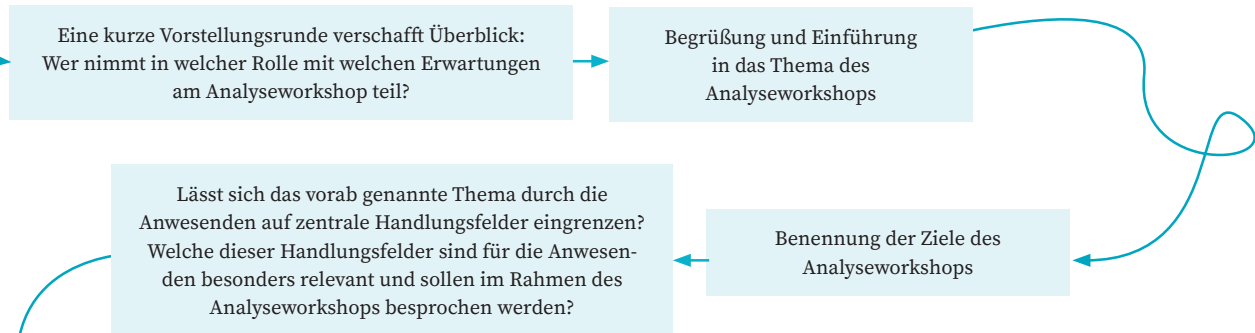 Eine kurze Vorstellungsrunde verschafft Überblick:
Wer nimmt in welcher Rolle mit welchen Erwartungen
am Analyseworkshop teil?
Begrüßung und Einführung
in das Thema des
Analyseworkshops
Benennung der Ziele des
Analyseworkshops
Lässt sich das vorab genannte Thema durch die
Anwesenden auf zentrale Handlungsfelder eingrenzen?
Welche dieser Handlungsfelder sind für die Anwesen-
den besonders relevant und sollen im Rahmen des
Analyseworkshops besprochen werden?